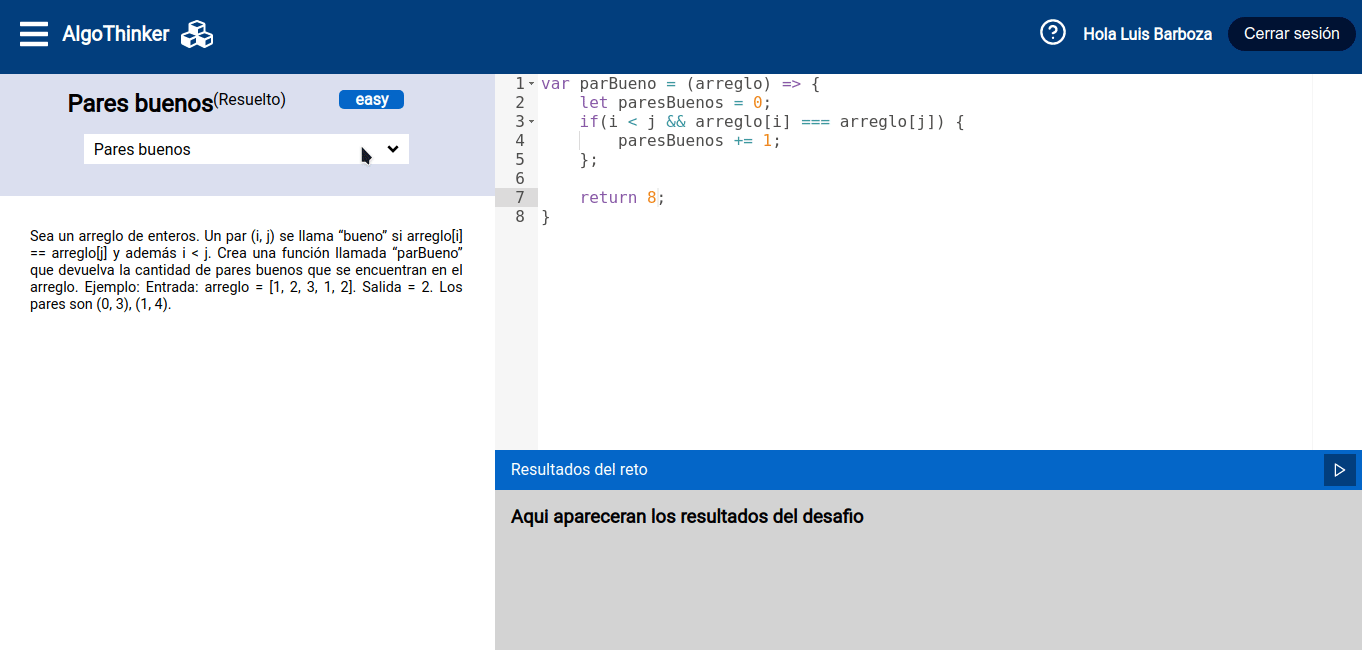 AlgoThinker
Hola Luis Barboza
Cerrar sesión
Pares buenos(Resuelto)
easy
Pares buenos
Sea un arreglo de enteros. Un par (i, j) se llama “bueno” si arreglo[i]
== arreglo[j] y además i < j. Crea una función llamada “parBueno”
que devuelva la cantidad de pares buenos que se encuentran en el
arreglo. Ejemplo: Entrada: arreglo = [1, 2, 3, 1, 2]. Salida = 2. Los
pares son (0, 3), (1, 4).
1 var parBueno = (arreglo) => {
2     let paresBuenos = 0;
3     if(i < j && arreglo[i] === arreglo[j]) {
4         paresBuenos += 1;
5     };
6
7     return 8;
8 }
Resultados del reto
Aqui apareceran los resultados del desafio